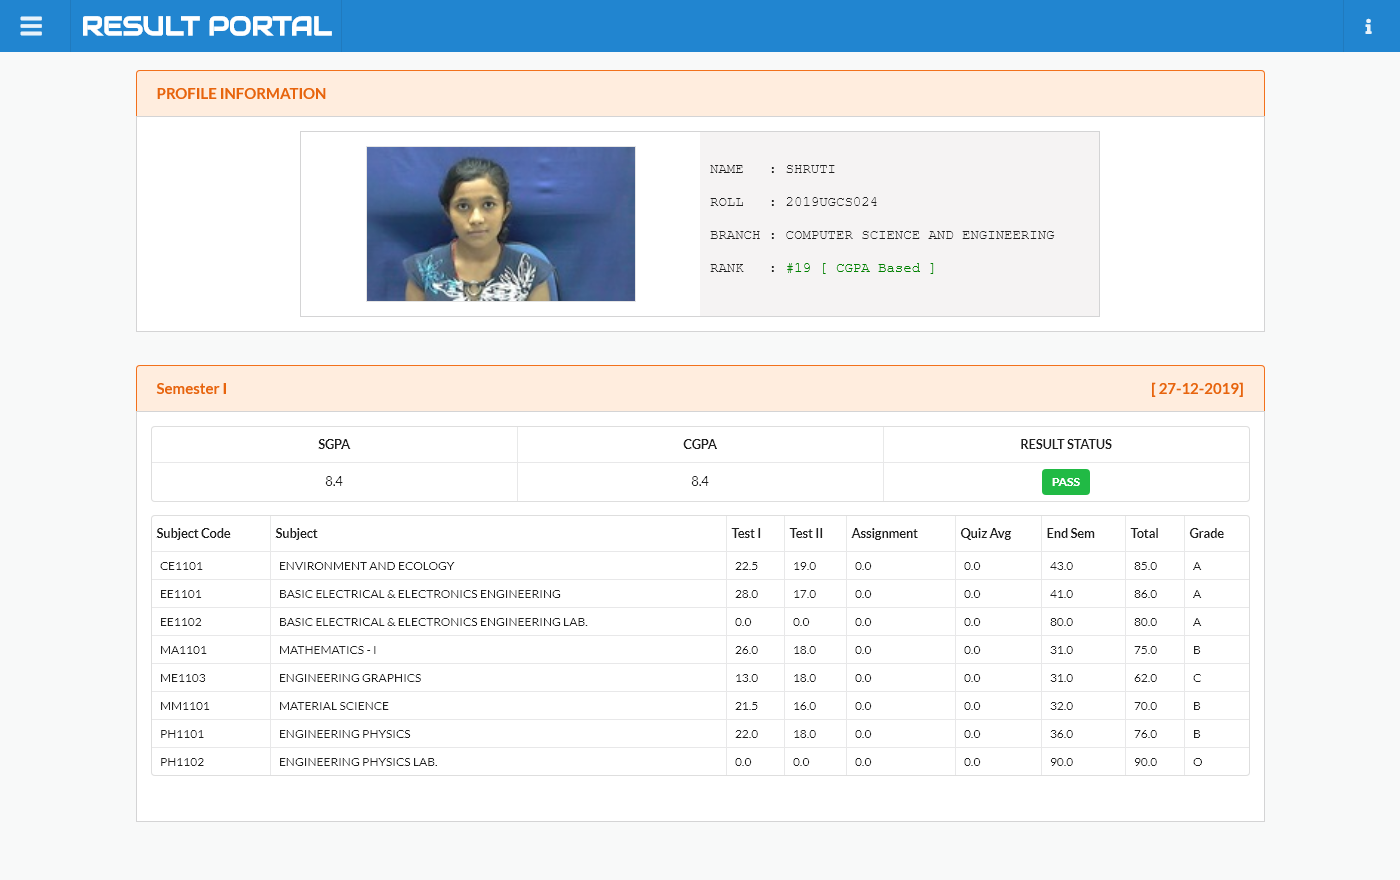 RESULT PORTAL
PROFILE INFORMATION
NAME : SHRUTI
ROLL : 2019UGCS024
BRANCH : COMPUTER SCIENCE AND ENGINEERING
RANK : #19 [ CGPA Based ]
Semester I [ 27-12-2019]
SGPA CGPA RESULT STATUS
8.4 8.4 PASS
Subject Code Subject Test I Test II Assignment Quiz Avg End Sem Total Grade
CE1101 ENVIRONMENT AND ECOLOGY 22.5 19.0 0.0 0.0 43.0 85.0 A
EE1101 BASIC ELECTRICAL & ELECTRONICS ENGINEERING 28.0 17.0 0.0 0.0 41.0 86.0 A
EE1102 BASIC ELECTRICAL & ELECTRONICS ENGINEERING LAB. 0.0 0.0 0.0 0.0 80.0 80.0 A
MA1101 MATHEMATICS - I 26.0 18.0 0.0 0.0 31.0 75.0 B
ME1103 ENGINEERING GRAPHICS 13.0 18.0 0.0 0.0 31.0 62.0 C
MM1101 MATERIAL SCIENCE 21.5 16.0 0.0 0.0 32.0 70.0 B
PH1101 ENGINEERING PHYSICS 22.0 18.0 0.0 0.0 36.0 76.0 B
PH1102 ENGINEERING PHYSICS LAB. 0.0 0.0 0.0 0.0 90.0 90.0 O